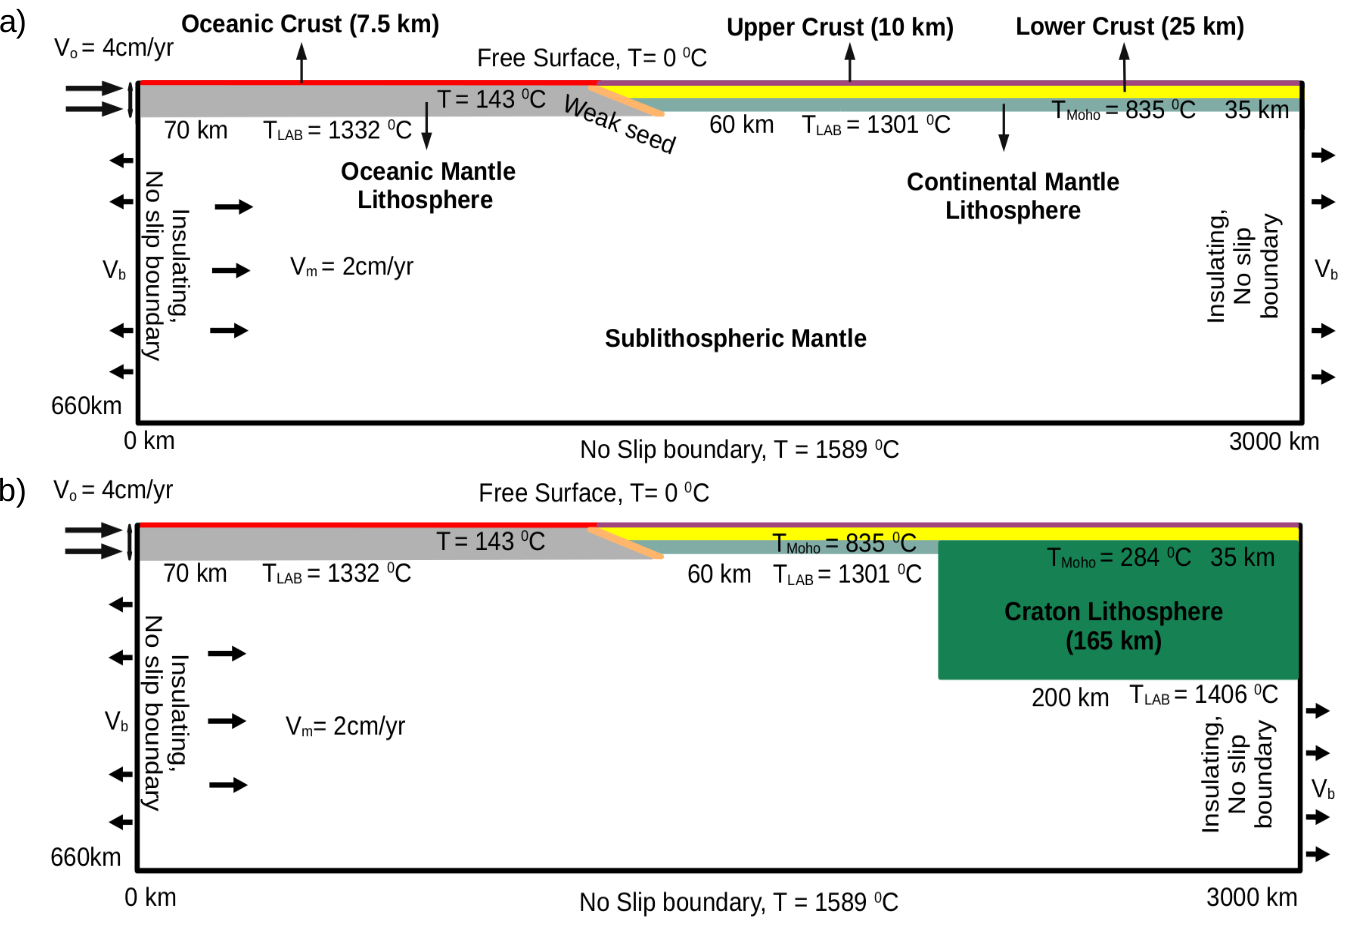 a)
Oceanic Crust (7.5 km)
Upper Crust (10 km)
Lower Crust (25 km)
Vo = 4cm/yr
Free Surface, T= 0 ⁰C
T = 143 ⁰C
Weak seed
TMoho = 835 ⁰C
35 km
70 km
TLAB = 1332 ⁰C
60 km
TLAB = 1301 ⁰C
Oceanic Mantle
Lithosphere
Continental Mantle
Lithosphere
Insulating,
No slip boundary
Vb
Vm = 2cm/yr
Insulating,
No slip
boundary
Vb
Sublithospheric Mantle
660km
0 km
No Slip boundary, T = 1589 ⁰C
3000 km
b)
Vo = 4cm/yr
Free Surface, T= 0 ⁰C
T = 143 ⁰C
TMoho = 835 ⁰C
TMoho = 284 ⁰C
35 km
70 km
TLAB = 1332 ⁰C
60 km
TLAB = 1301 ⁰C
Craton Lithosphere
(165 km)
200 km
TLAB = 1406 ⁰C
Insulating,
No slip boundary
Vb
Vm= 2cm/yr
Insulating,
No slip
boundary
Vb
660km
0 km
No Slip boundary, T = 1589 ⁰C
3000 km